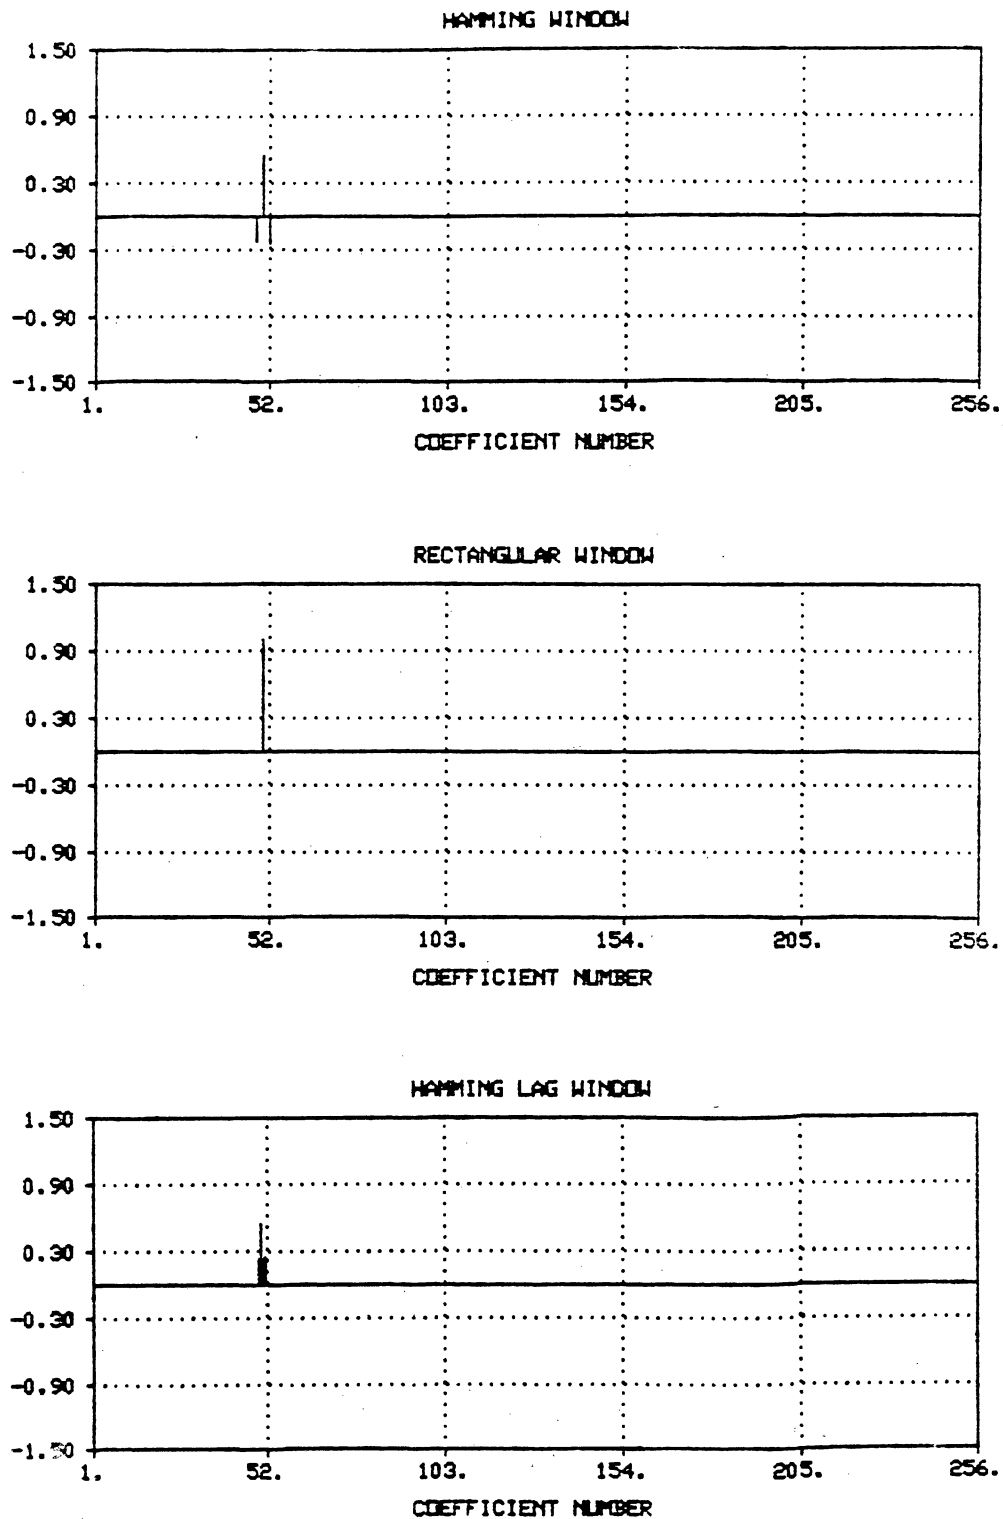 HAMMING WINDOW
1.50
0.90
0.30
-0.30
-0.90
-1.50
1. 52. 103. 154. 205. 256.
COEFFICIENT NUMBER
RECTANGULAR WINDOW
1.50
0.90
0.30
-0.30
-0.90
-1.50
1. 52. 103. 154. 205. 256.
COEFFICIENT NUMBER
HAMMING LAG WINDOW
1.50
0.90
0.30
-0.30
-0.90
-1.50
1. 52. 103. 154. 205. 256.
COEFFICIENT NUMBER